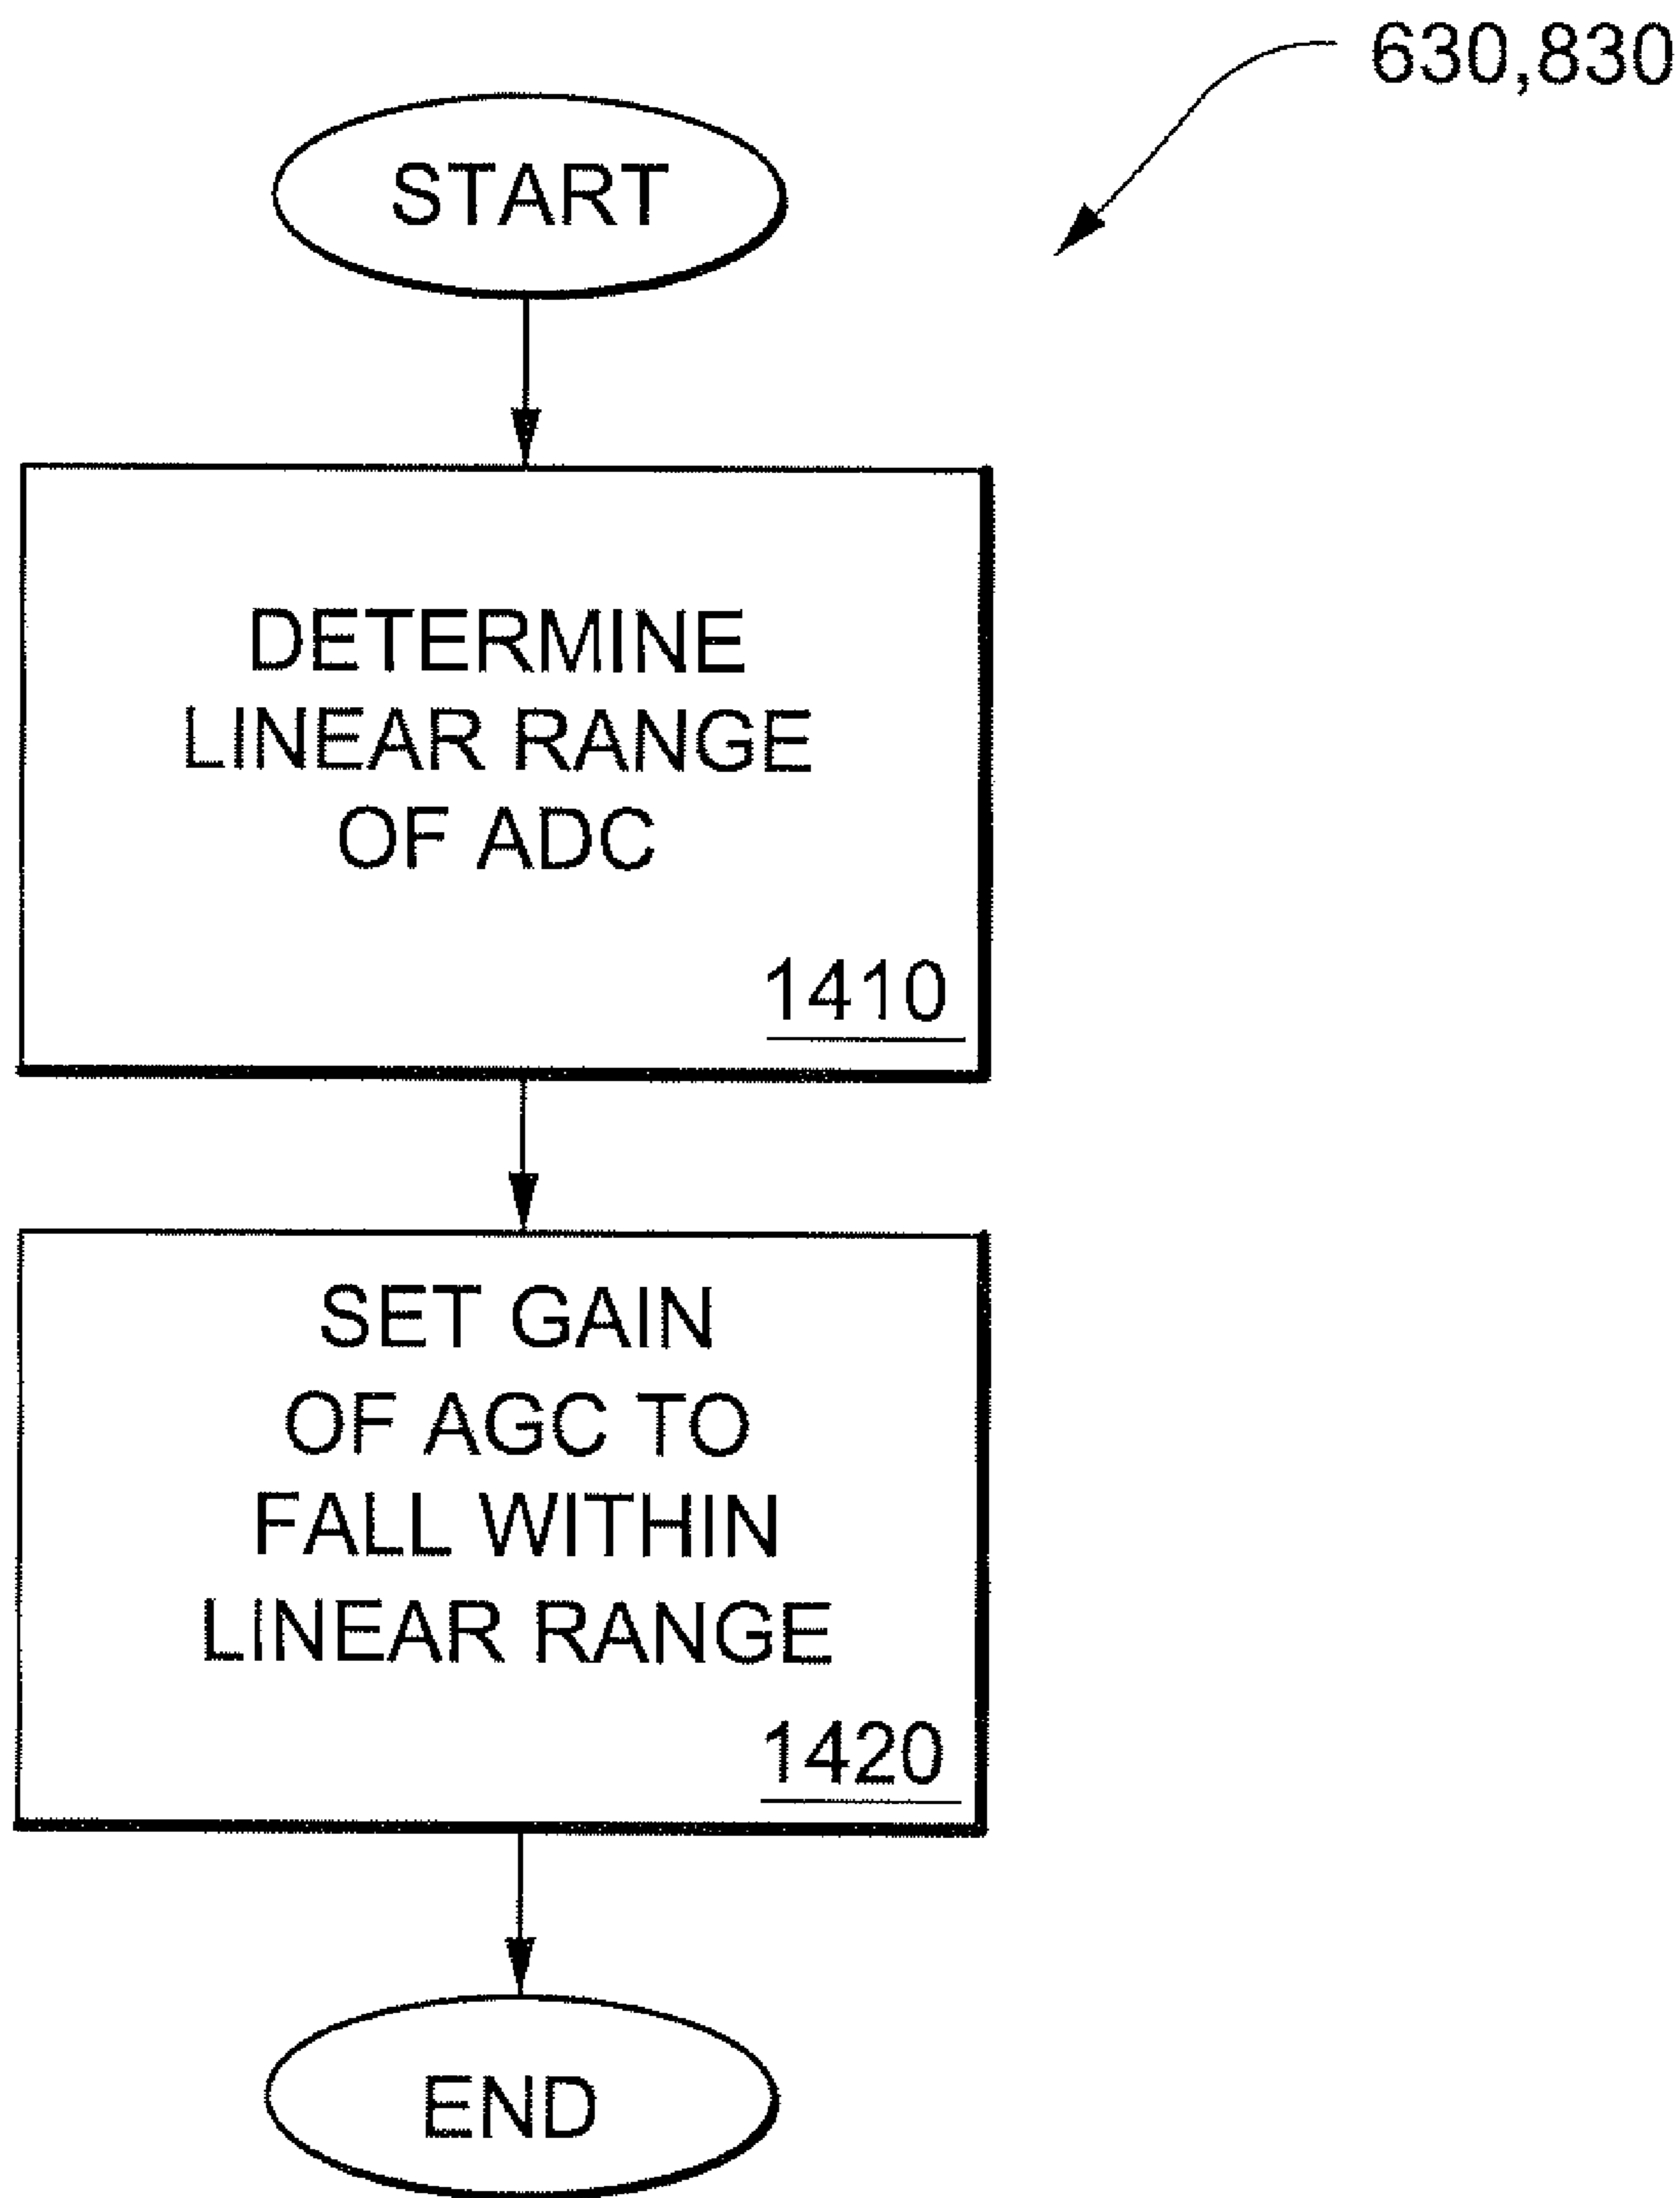 630,830
START
DETERMINE
LINEAR RANGE
OF ADC
1410
SET GAIN
OF AGC TO
FALL WITHIN
LINEAR RANGE
1420
END